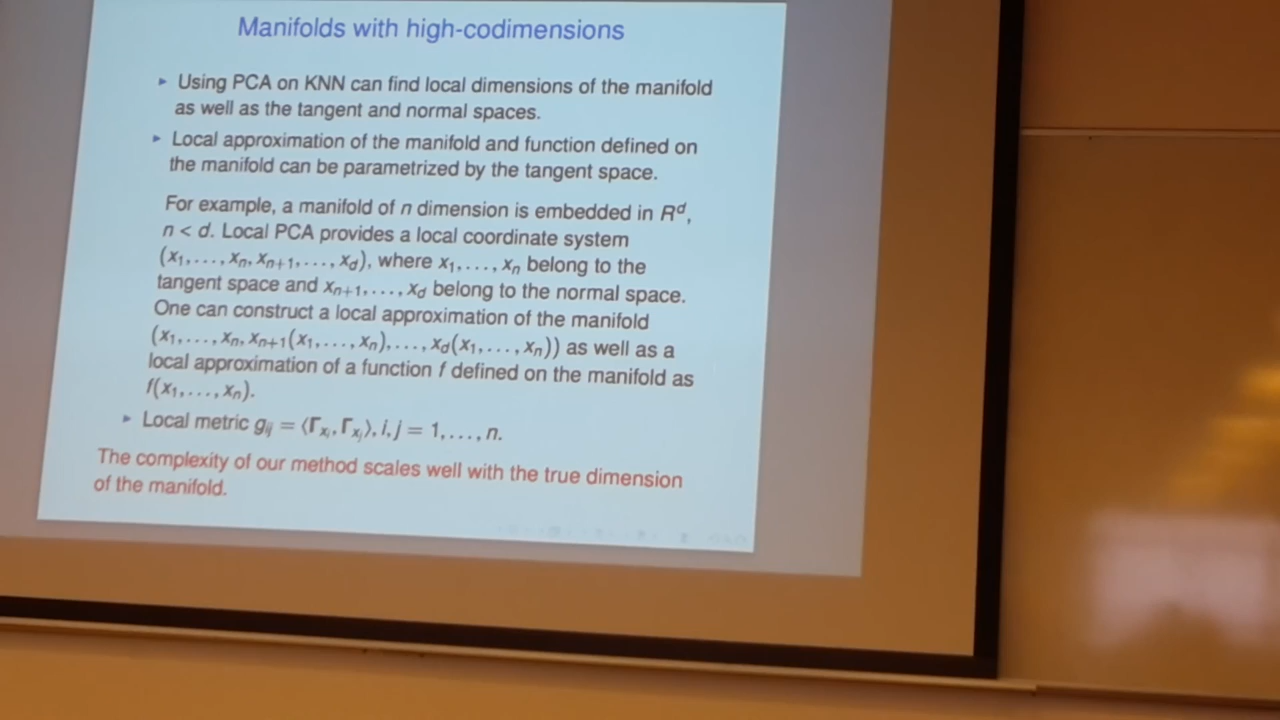 Manifolds with high-codimensions
▸ Using PCA on KNN can find local dimensions of the manifold
as well as the tangent and normal spaces.
▸ Local approximation of the manifold and function defined on
the manifold can be parametrized by the tangent space.
For example, a manifold of n dimension is embedded in R^d,
n < d. Local PCA provides a local coordinate system
(x_1, . . . , x_n, x_{n+1}, . . . , x_d), where x_1, . . . , x_n belong to the
tangent space and x_{n+1}, . . . , x_d belong to the normal space.
One can construct a local approximation of the manifold
(x_1, . . . , x_n, x_{n+1}(x_1, . . . , x_n), . . . , x_d(x_1, . . . , x_n)) as well as a
local approximation of a function f defined on the manifold as
f(x_1, . . . , x_n).
▸ Local metric g_{ij} = ⟨Γ_{x_i}, Γ_{x_j}⟩, i, j = 1, . . . , n.
The complexity of our method scales well with the true dimension
of the manifold.